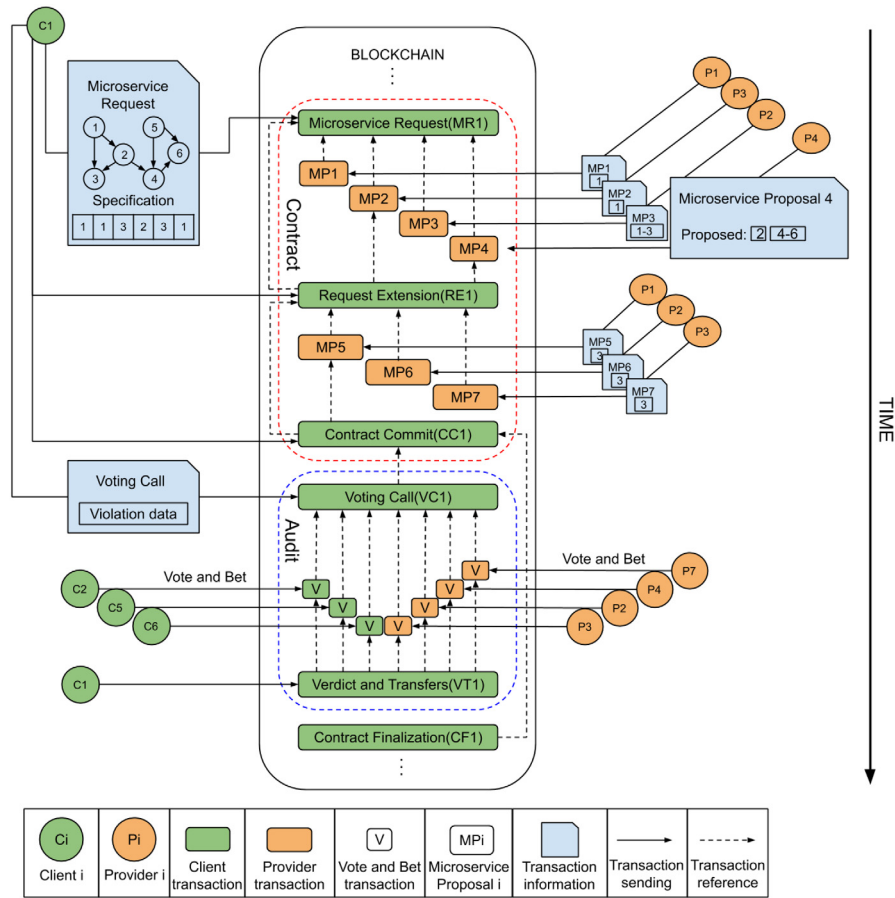 C1
BLOCKCHAIN
Microservice
Request
1
5
2
6
3
4
Specification
1 1 3 2 3 1
Microservice Request(MR1)
P1
P3
P2
P4
MP1
MP2
MP3
MP4
MP1
1
MP2
1
MP3
1-3
Microservice Proposal 4
Proposed: 2 4-6
Contract
Request Extension(RE1)
P1
P2
P3
MP5
MP6
MP7
MP5
3
MP6
3
MP7
3
Contract Commit(CC1)
TIME
Voting Call
Violation data
Voting Call(VC1)
Audit
C2
C5
C6
Vote and Bet
V
V
V
V
V
V
V
Vote and Bet
P7
P4
P2
P3
C1
Verdict and Transfers(VT1)
Contract Finalization(CF1)
Ci
Client i
Pi
Provider i
Client
transaction
Provider
transaction
V
Vote and Bet
transaction
MPi
Microservice
Proposal i
Transaction
information
Transaction
sending
Transaction
reference